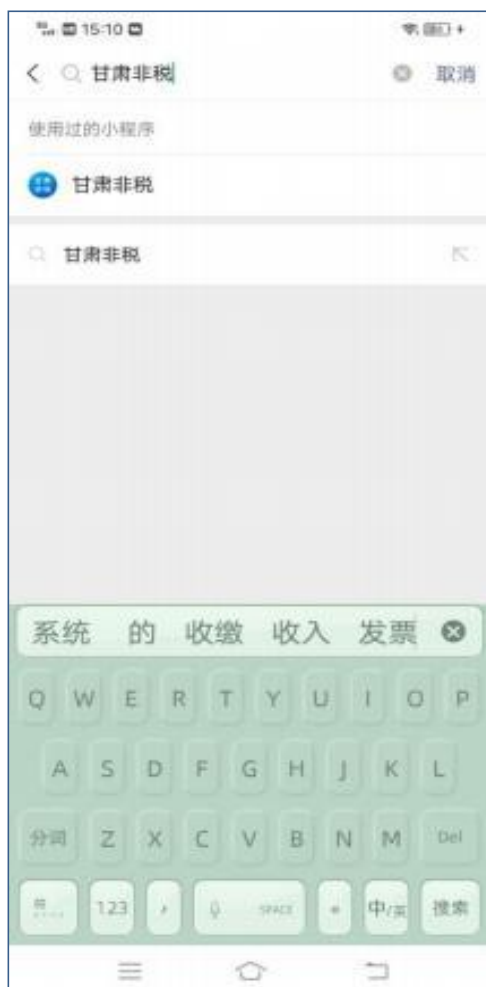 15:10
甘肃非税
取消
使用过的小程序
甘肃非税
甘肃非税
系统 的 收缴 收入 发票
Q W E R T Y U I O P
A S D F G H J K L
分词 Z X C V B N M Del
符 123 , SPACE 。 中/英 搜索